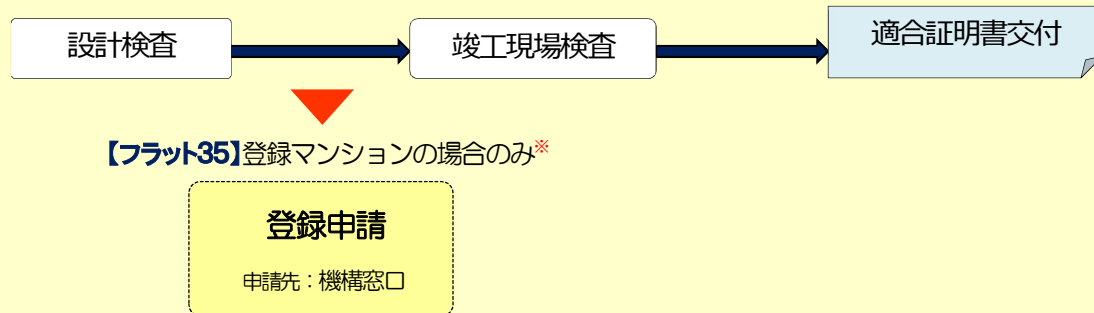 設計検査
竣工現場検査
適合証明書交付
【フラット35】登録マンションの場合のみ※
登録申請
申請先：機構窓口